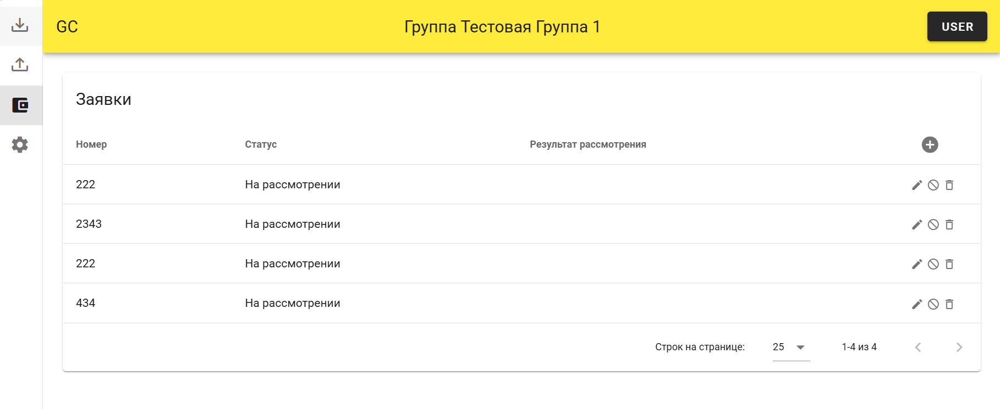 GC
Группа Тестовая Группа 1
USER
Заявки
Номер Статус Результат рассмотрения
222 На рассмотрении
2343 На рассмотрении
222 На рассмотрении
434 На рассмотрении
Строк на странице: 25 1-4 из 4